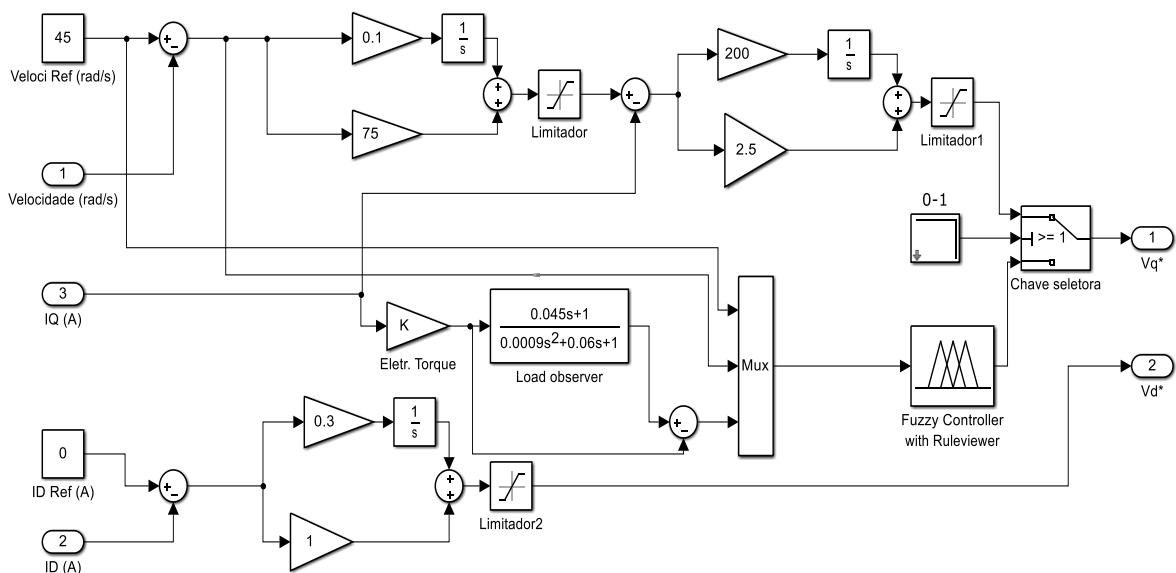 45
Veloci Ref (rad/s)
+
−
0.1
1
s
75
+
+
Limitador
+
−
200
1
s
2.5
+
+
Limitador1
1
Velocidade (rad/s)
0-1
>= 1
Chave seletora
1
Vq*
3
IQ (A)
K
Eletr. Torque
0.045s+1
0.0009s²+0.06s+1
Load observer
+
−
Mux
Fuzzy Controller
with Ruleviewer
2
Vd*
0
ID Ref (A)
+
−
0.3
1
s
1
+
+
Limitador2
2
ID (A)